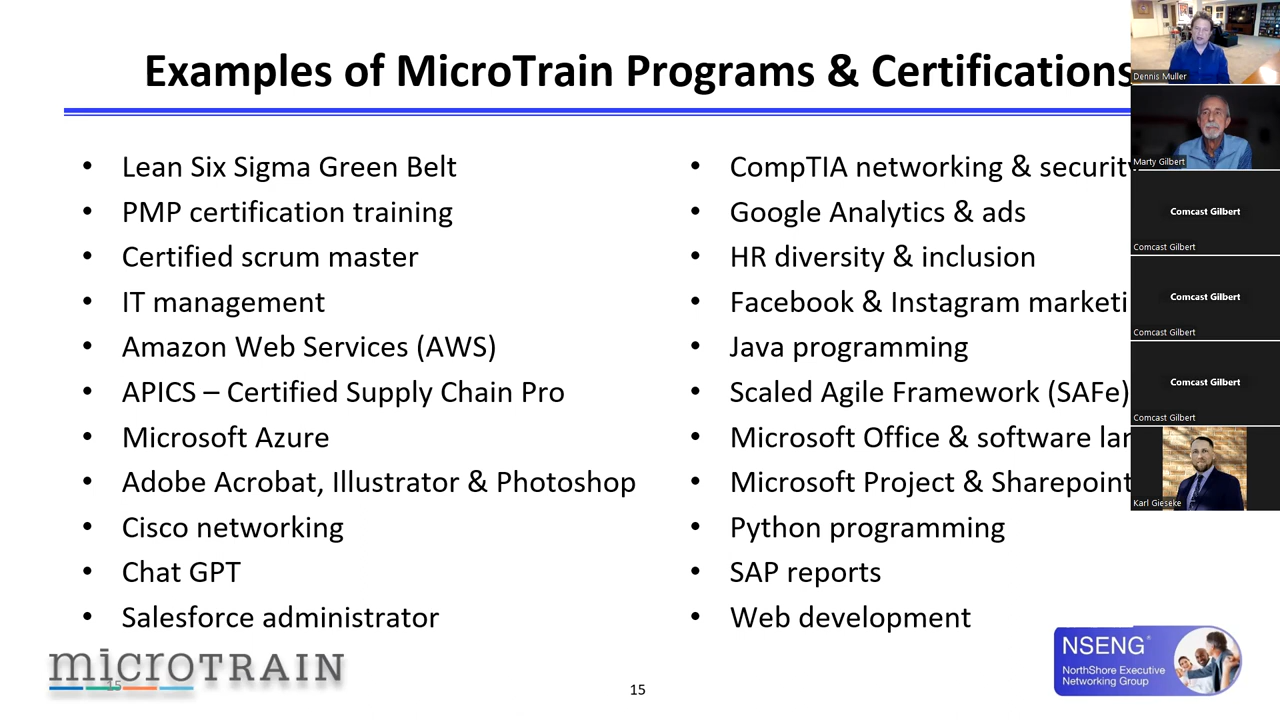 Examples of MicroTrain Programs & Certifications
• Lean Six Sigma Green Belt
• PMP certification training
• Certified scrum master
• IT management
• Amazon Web Services (AWS)
• APICS – Certified Supply Chain Pro
• Microsoft Azure
• Adobe Acrobat, Illustrator & Photoshop
• Cisco networking
• Chat GPT
• Salesforce administrator
• CompTIA networking & security
• Google Analytics & ads
• HR diversity & inclusion
• Facebook & Instagram marketi
• Java programming
• Scaled Agile Framework (SAFe)
• Microsoft Office & software lan
• Microsoft Project & Sharepoint
• Python programming
• SAP reports
• Web development
microTRAIN
15
15
NSENG®
NorthShore Executive
Networking Group
Dennis Muller
Marty Gilbert
Comcast Gilbert
Comcast Gilbert
Comcast Gilbert
Comcast Gilbert
Comcast Gilbert
Comcast Gilbert
Karl Gieseke